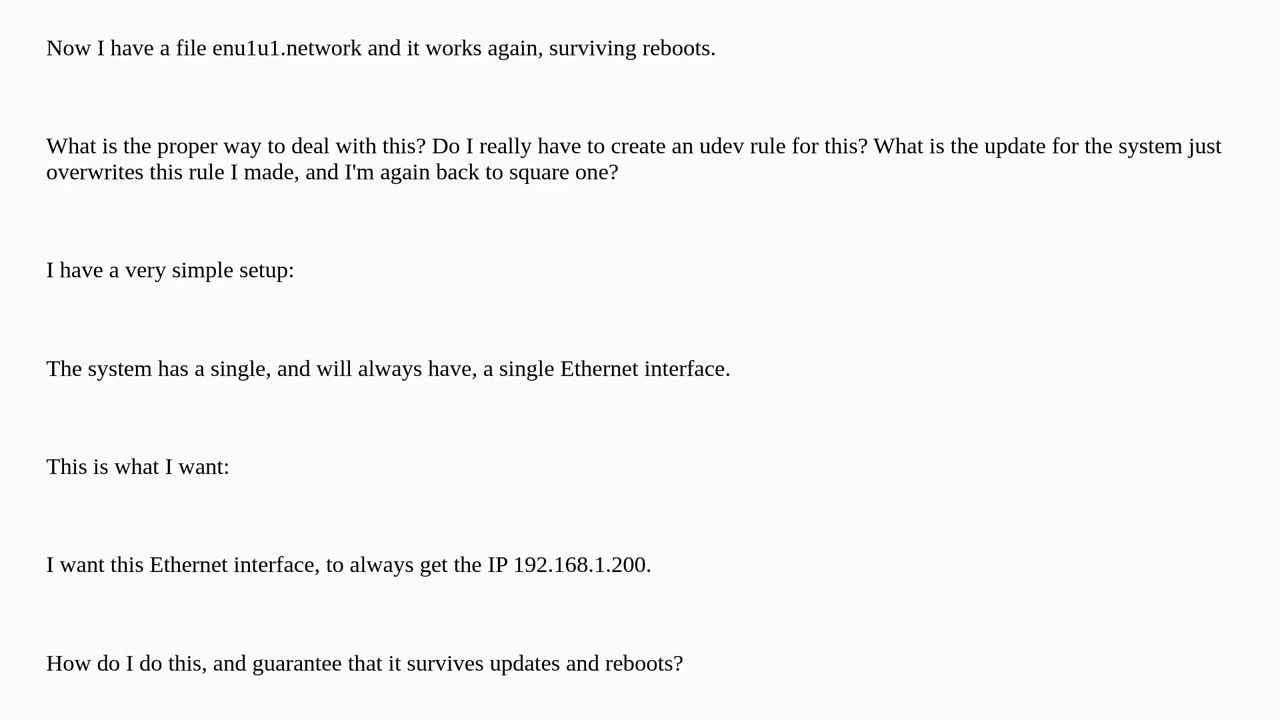 Now I have a file enu1u1.network and it works again, surviving reboots.
What is the proper way to deal with this? Do I really have to create an udev rule for this? What is the update for the system just
overwrites this rule I made, and I'm again back to square one?
I have a very simple setup:
The system has a single, and will always have, a single Ethernet interface.
This is what I want:
I want this Ethernet interface, to always get the IP 192.168.1.200.
How do I do this, and guarantee that it survives updates and reboots?